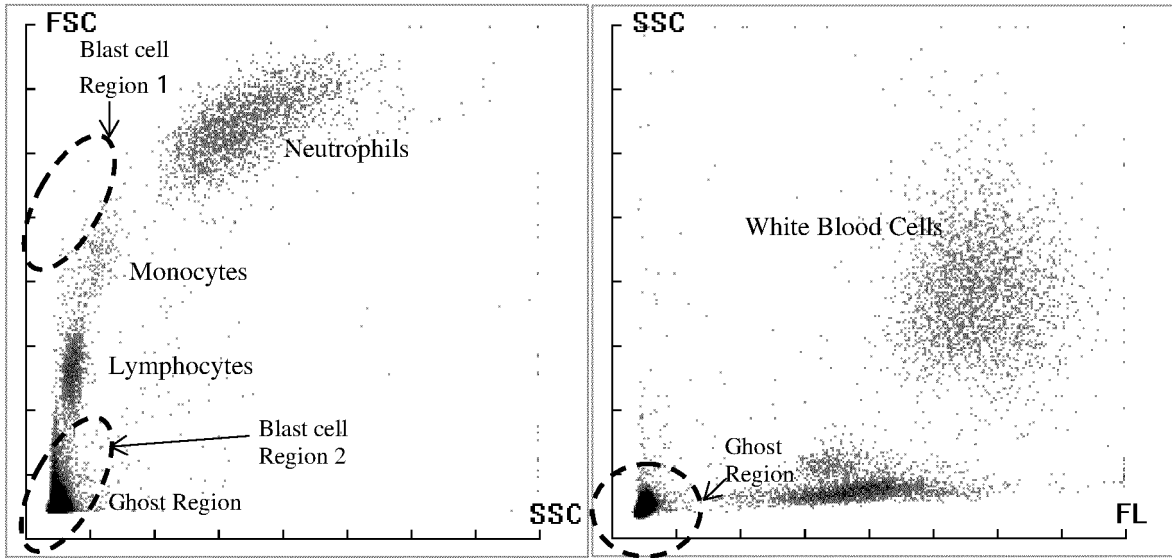 FSC
Blast cell
Region 1
Neutrophils
Monocytes
Lymphocytes
Blast cell
Region 2
Ghost Region
SSC
SSC
White Blood Cells
Ghost
Region
FL